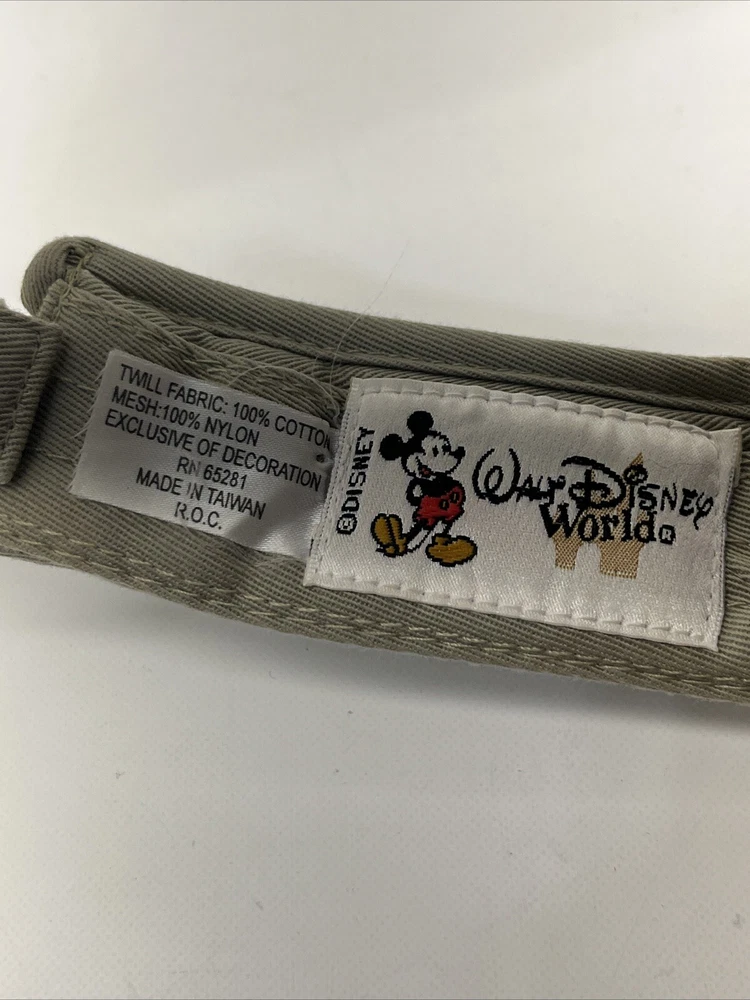 TWILL FABRIC: 100% COTTON
MESH:100% NYLON
EXCLUSIVE OF DECORATION
RN 65281
MADE IN TAIWAN
R.O.C.
©DISNEY
WALT DISNEY
World®